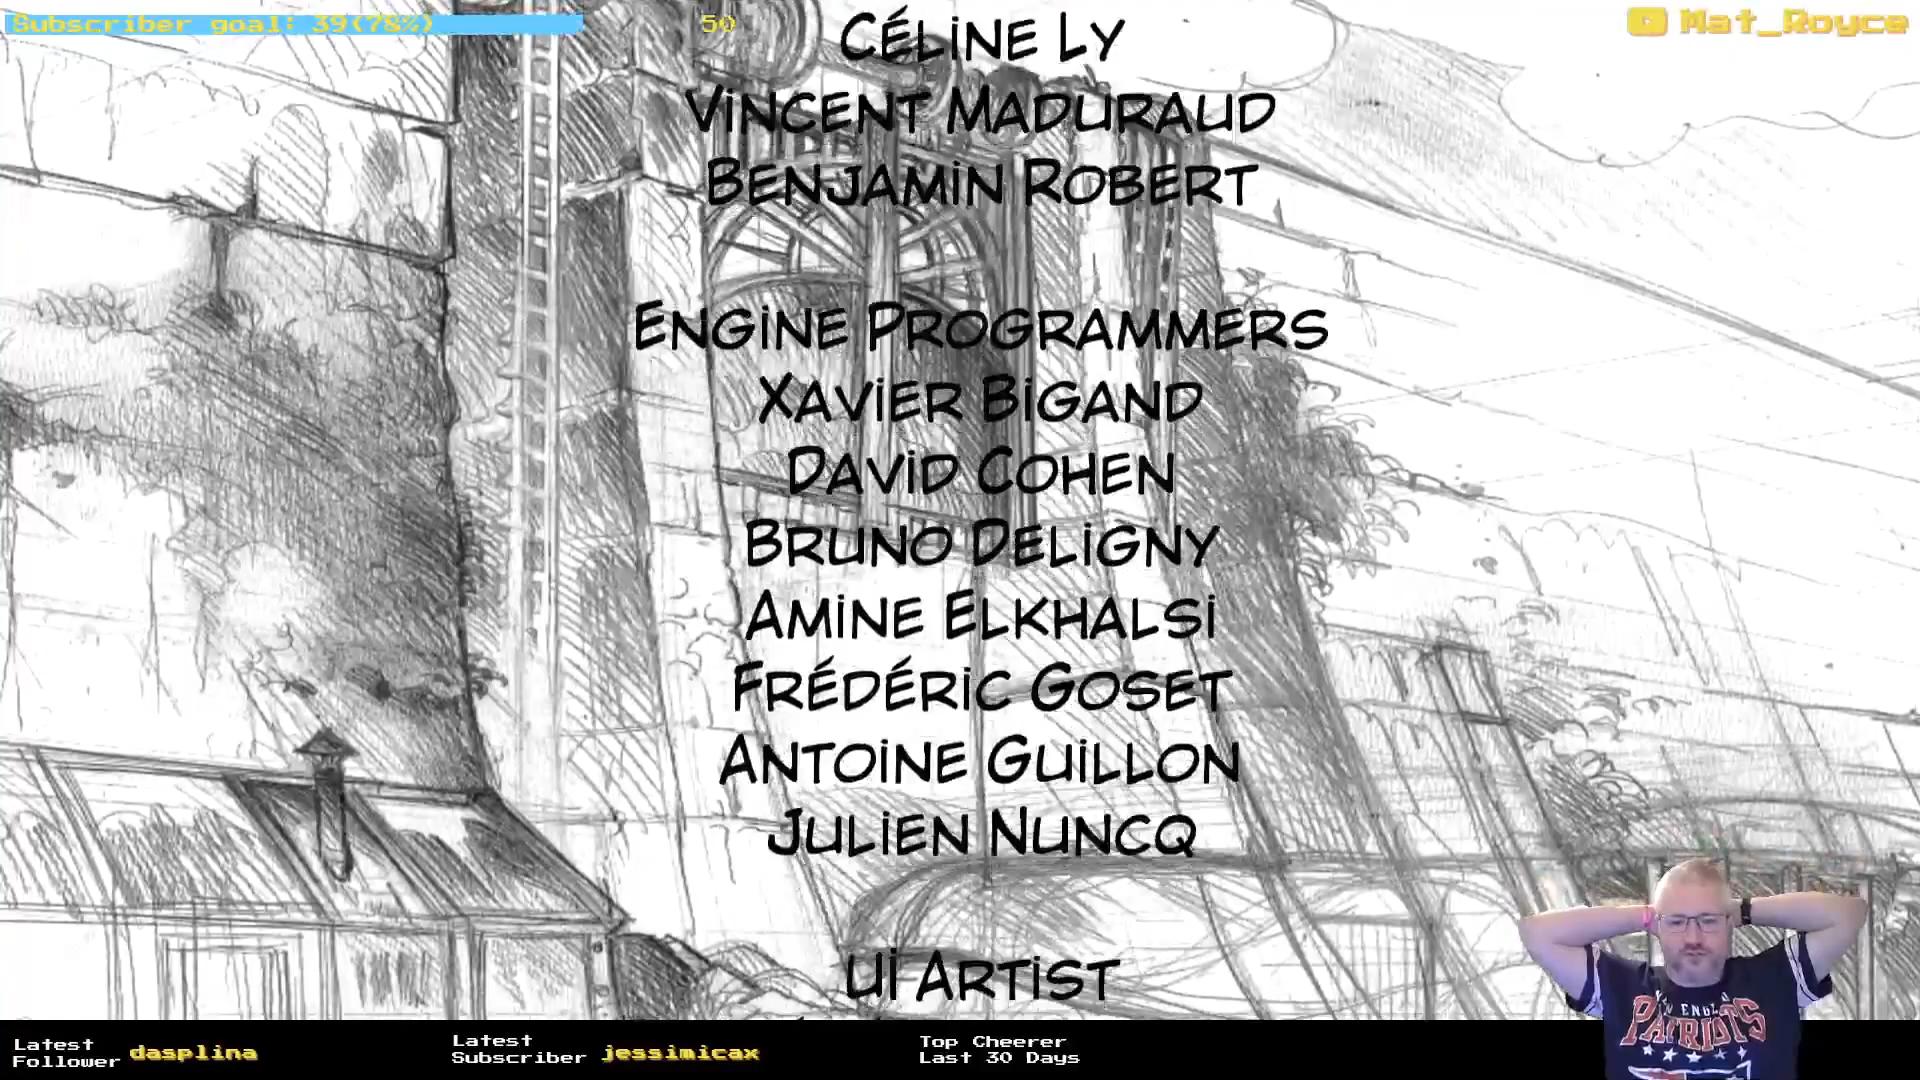 Subscriber goal: 39(78%)
50
Mat_Royce
Céline Ly
Vincent Maduraud
Benjamin Robert
Engine Programmers
Xavier Bigand
David Cohen
Bruno Deligny
Amine Elkhalsi
Frédéric Goset
Antoine Guillon
Julien Nuncq
UI Artist
Latest
Follower
dasplina
Latest
Subscriber
jessimicax
Top Cheerer
Last 30 Days
PATRIOTS